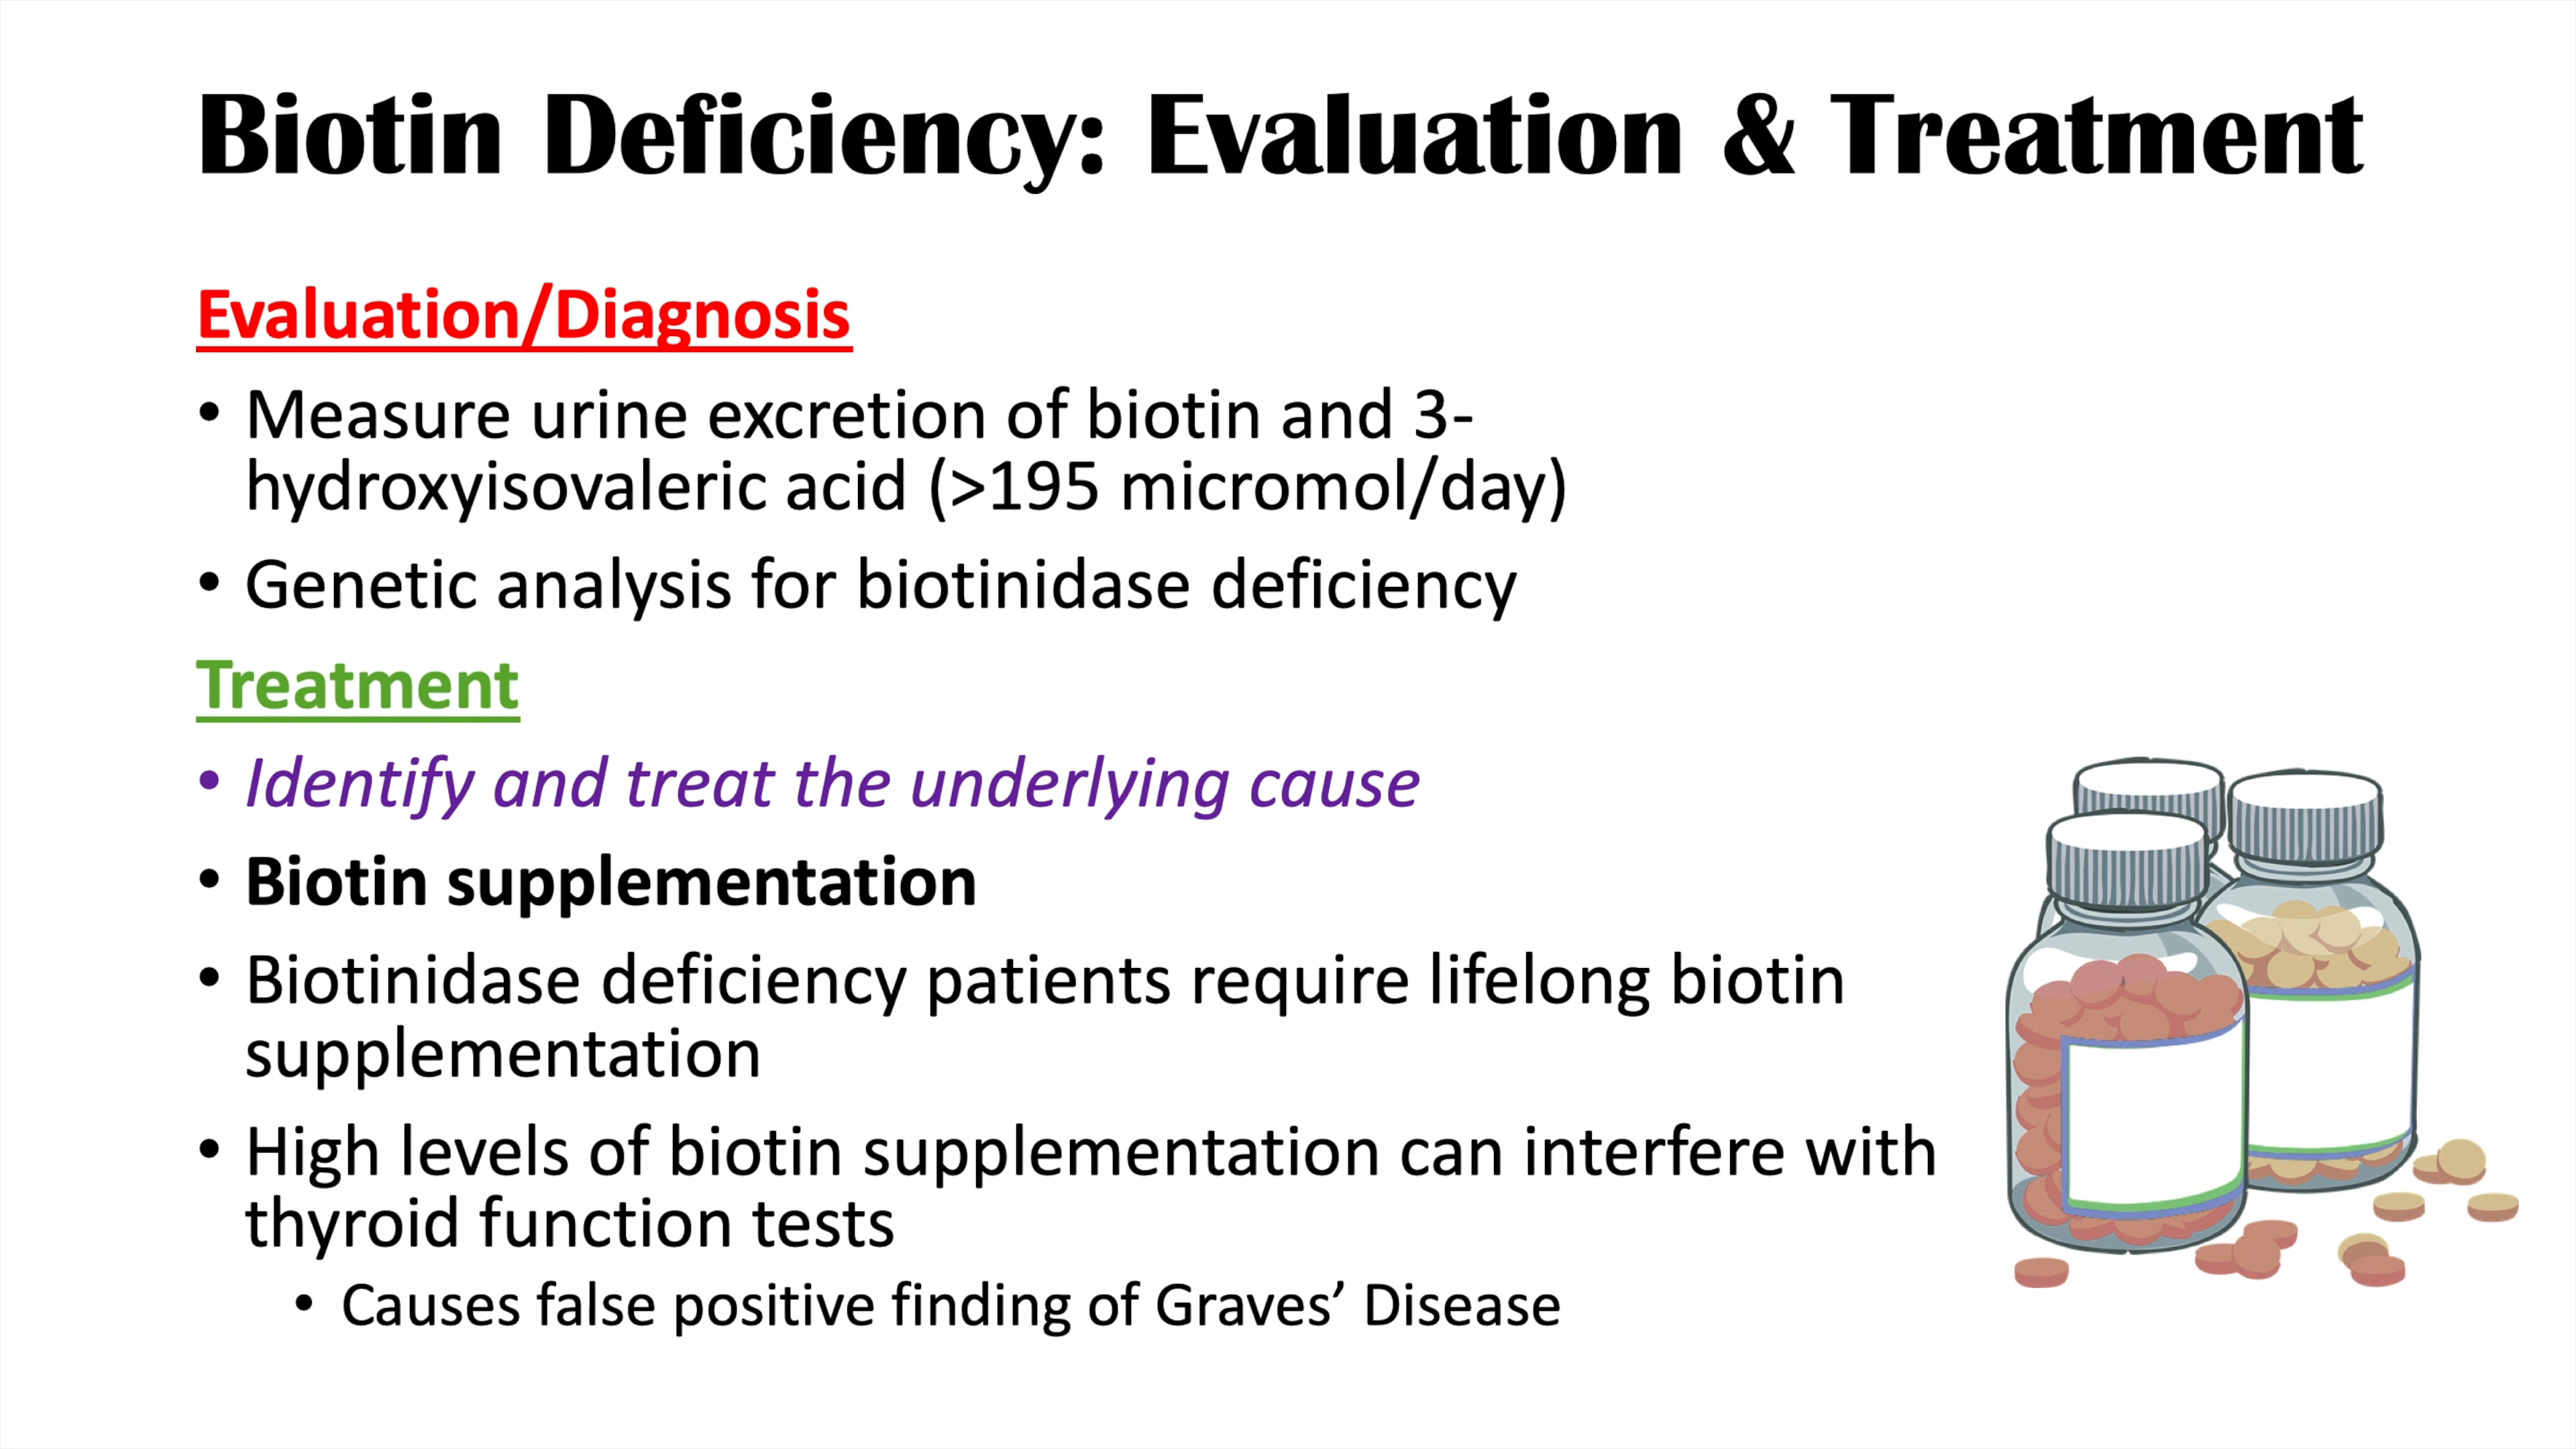 Biotin Deficiency: Evaluation & Treatment
Evaluation/Diagnosis
• Measure urine excretion of biotin and 3-
hydroxyisovaleric acid (>195 micromol/day)
• Genetic analysis for biotinidase deficiency
Treatment
• Identify and treat the underlying cause
• Biotin supplementation
• Biotinidase deficiency patients require lifelong biotin
supplementation
• High levels of biotin supplementation can interfere with
thyroid function tests
• Causes false positive finding of Graves’ Disease